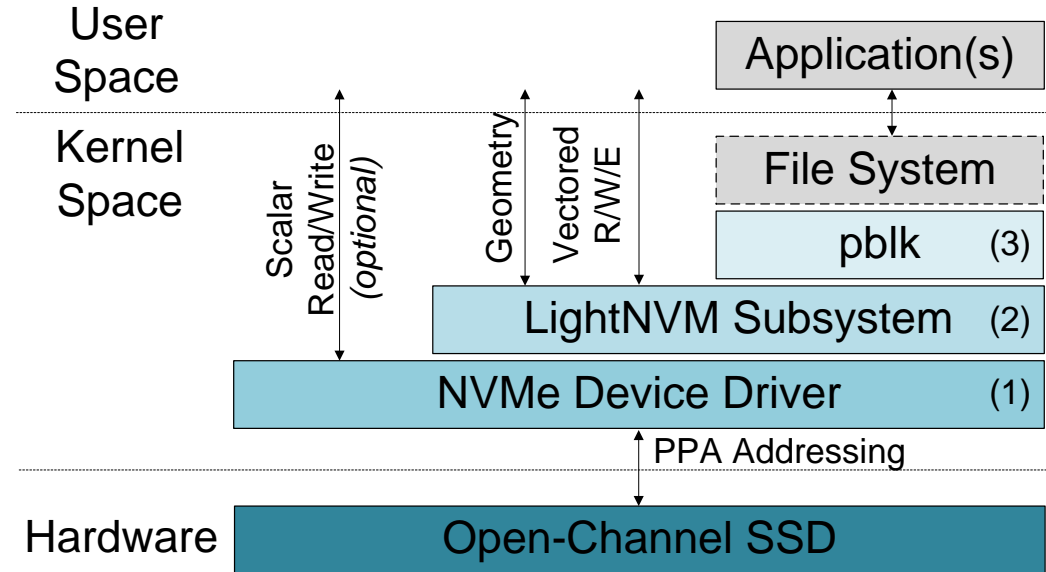 User
Space
Application(s)
Kernel
Space
Scalar
Read/Write
(optional)
Geometry
Vectored
R/W/E
File System
pblk (3)
LightNVM Subsystem (2)
NVMe Device Driver (1)
PPA Addressing
Hardware
Open-Channel SSD